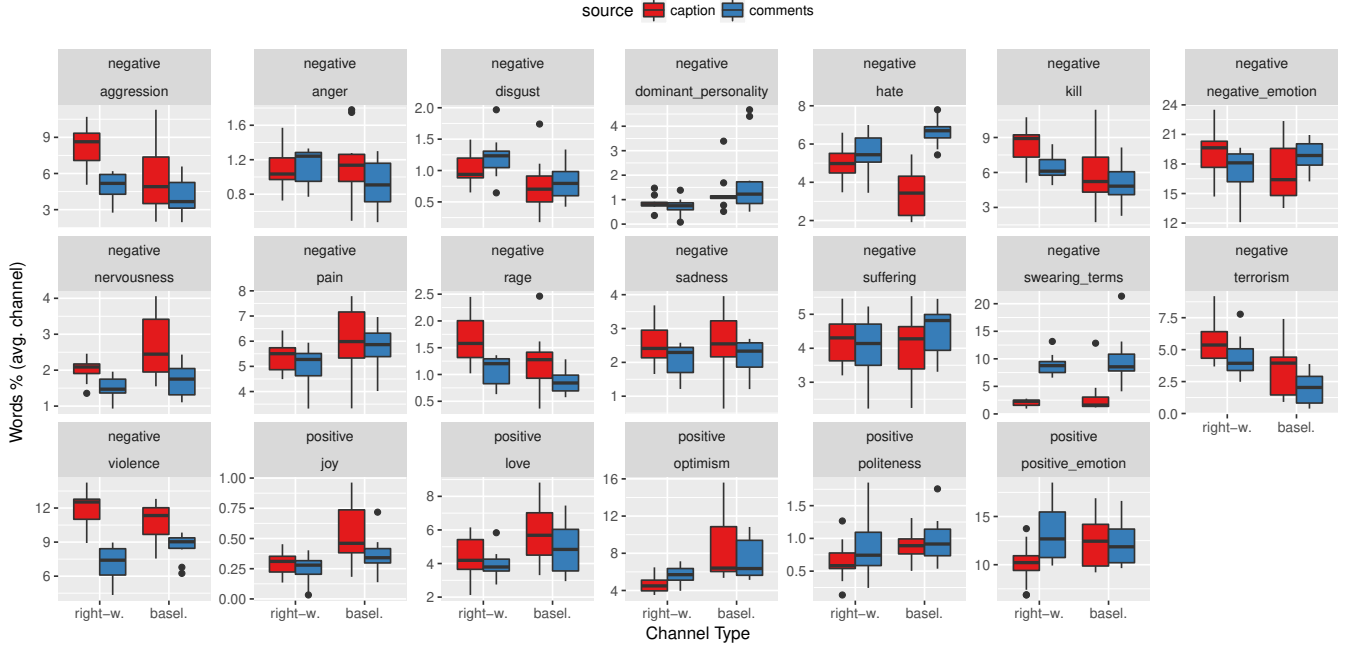 source caption comments
negative negative negative negative negative negative negative
aggression anger disgust dominant_personality hate kill negative_emotion
9 6 3
1.6 1.2 0.8
2.0 1.5 1.0 0.5
4 3 2 1 0
8 6 4 2
9 6 3
24 21 18 15 12
negative negative negative negative negative negative negative
nervousness pain rage sadness suffering swearing_terms terrorism
4 3 2 1
8 7 6 5 4
2.5 2.0 1.5 1.0 0.5
4 3 2 1
5 4 3
20 15 10 5 0
7.5 5.0 2.5 0.0
right-w. basel.
negative positive positive positive positive positive
violence joy love optimism politeness positive_emotion
12 9 6
1.00 0.75 0.50 0.25 0.00
8 6 4 2
16 12 8 4
1.5 1.0 0.5
15 10
right-w. basel. right-w. basel. right-w. basel. right-w. basel. right-w. basel. right-w. basel.
Words % (avg. channel)
Channel Type